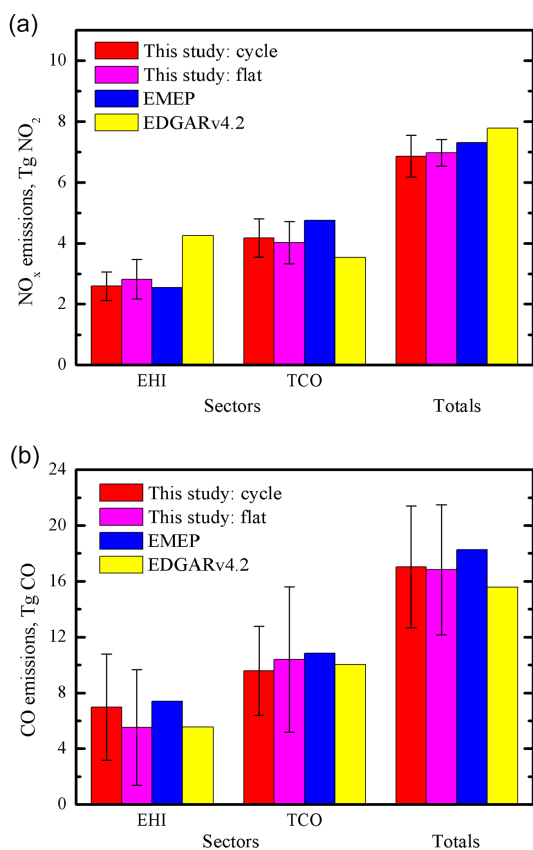 (a)
10
8
6
4
2
0
NOx emissions, Tg NO2
This study: cycle
This study: flat
EMEP
EDGARv4.2
EHI
TCO
Sectors
Totals
(b)
24
20
16
12
8
4
0
CO emissions, Tg CO
This study: cycle
This study: flat
EMEP
EDGARv4.2
EHI
TCO
Sectors
Totals